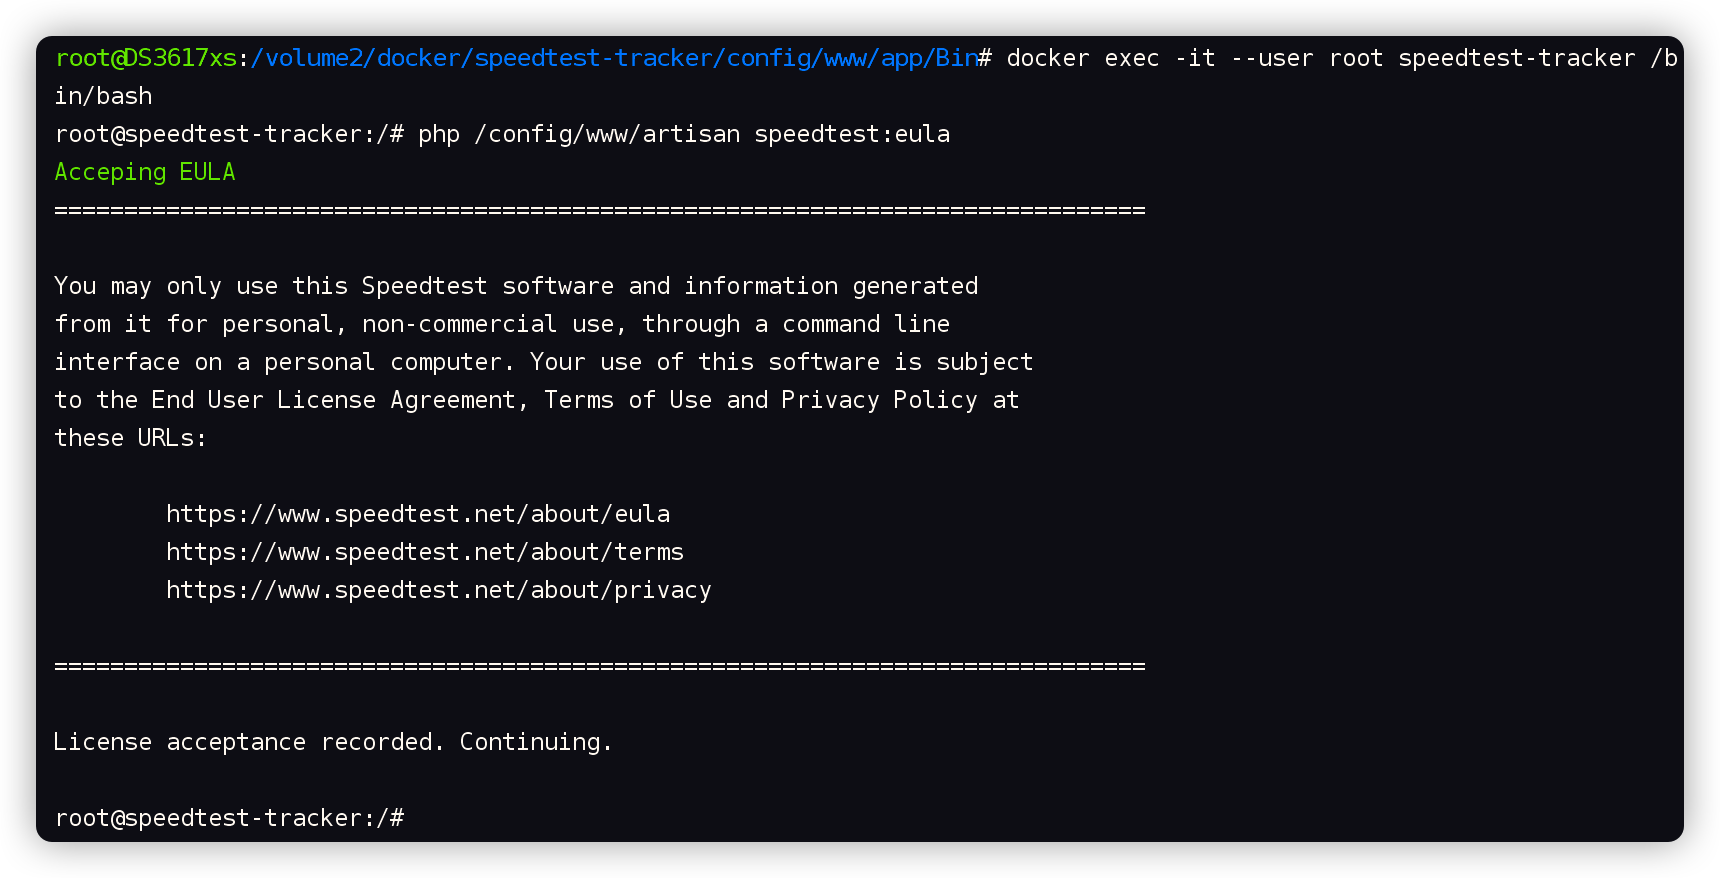 root@DS3617xs:/volume2/docker/speedtest-tracker/config/www/app/Bin# docker exec -it --user root speedtest-tracker /b
in/bash
root@speedtest-tracker:/# php /config/www/artisan speedtest:eula
Acceping EULA
==============================================================================
You may only use this Speedtest software and information generated
from it for personal, non-commercial use, through a command line
interface on a personal computer. Your use of this software is subject
to the End User License Agreement, Terms of Use and Privacy Policy at
these URLs:
https://www.speedtest.net/about/eula
https://www.speedtest.net/about/terms
https://www.speedtest.net/about/privacy
==============================================================================
License acceptance recorded. Continuing.
root@speedtest-tracker:/#